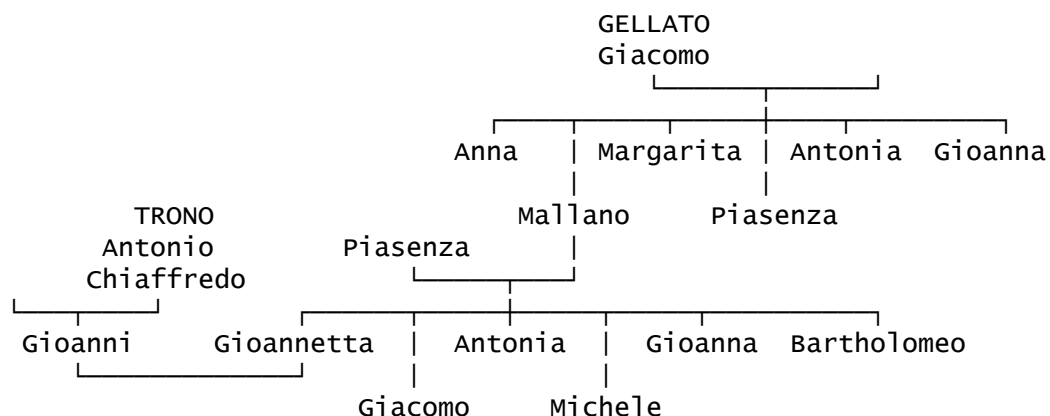 GELLATO
Giacomo
Anna Margarita Antonia Gioanna
TRONO Mallano Piasenza
Antonio Piasenza
Chiaffredo
Gioanni Gioannetta Antonia Gioanna Bartholomeo
Giacomo Michele